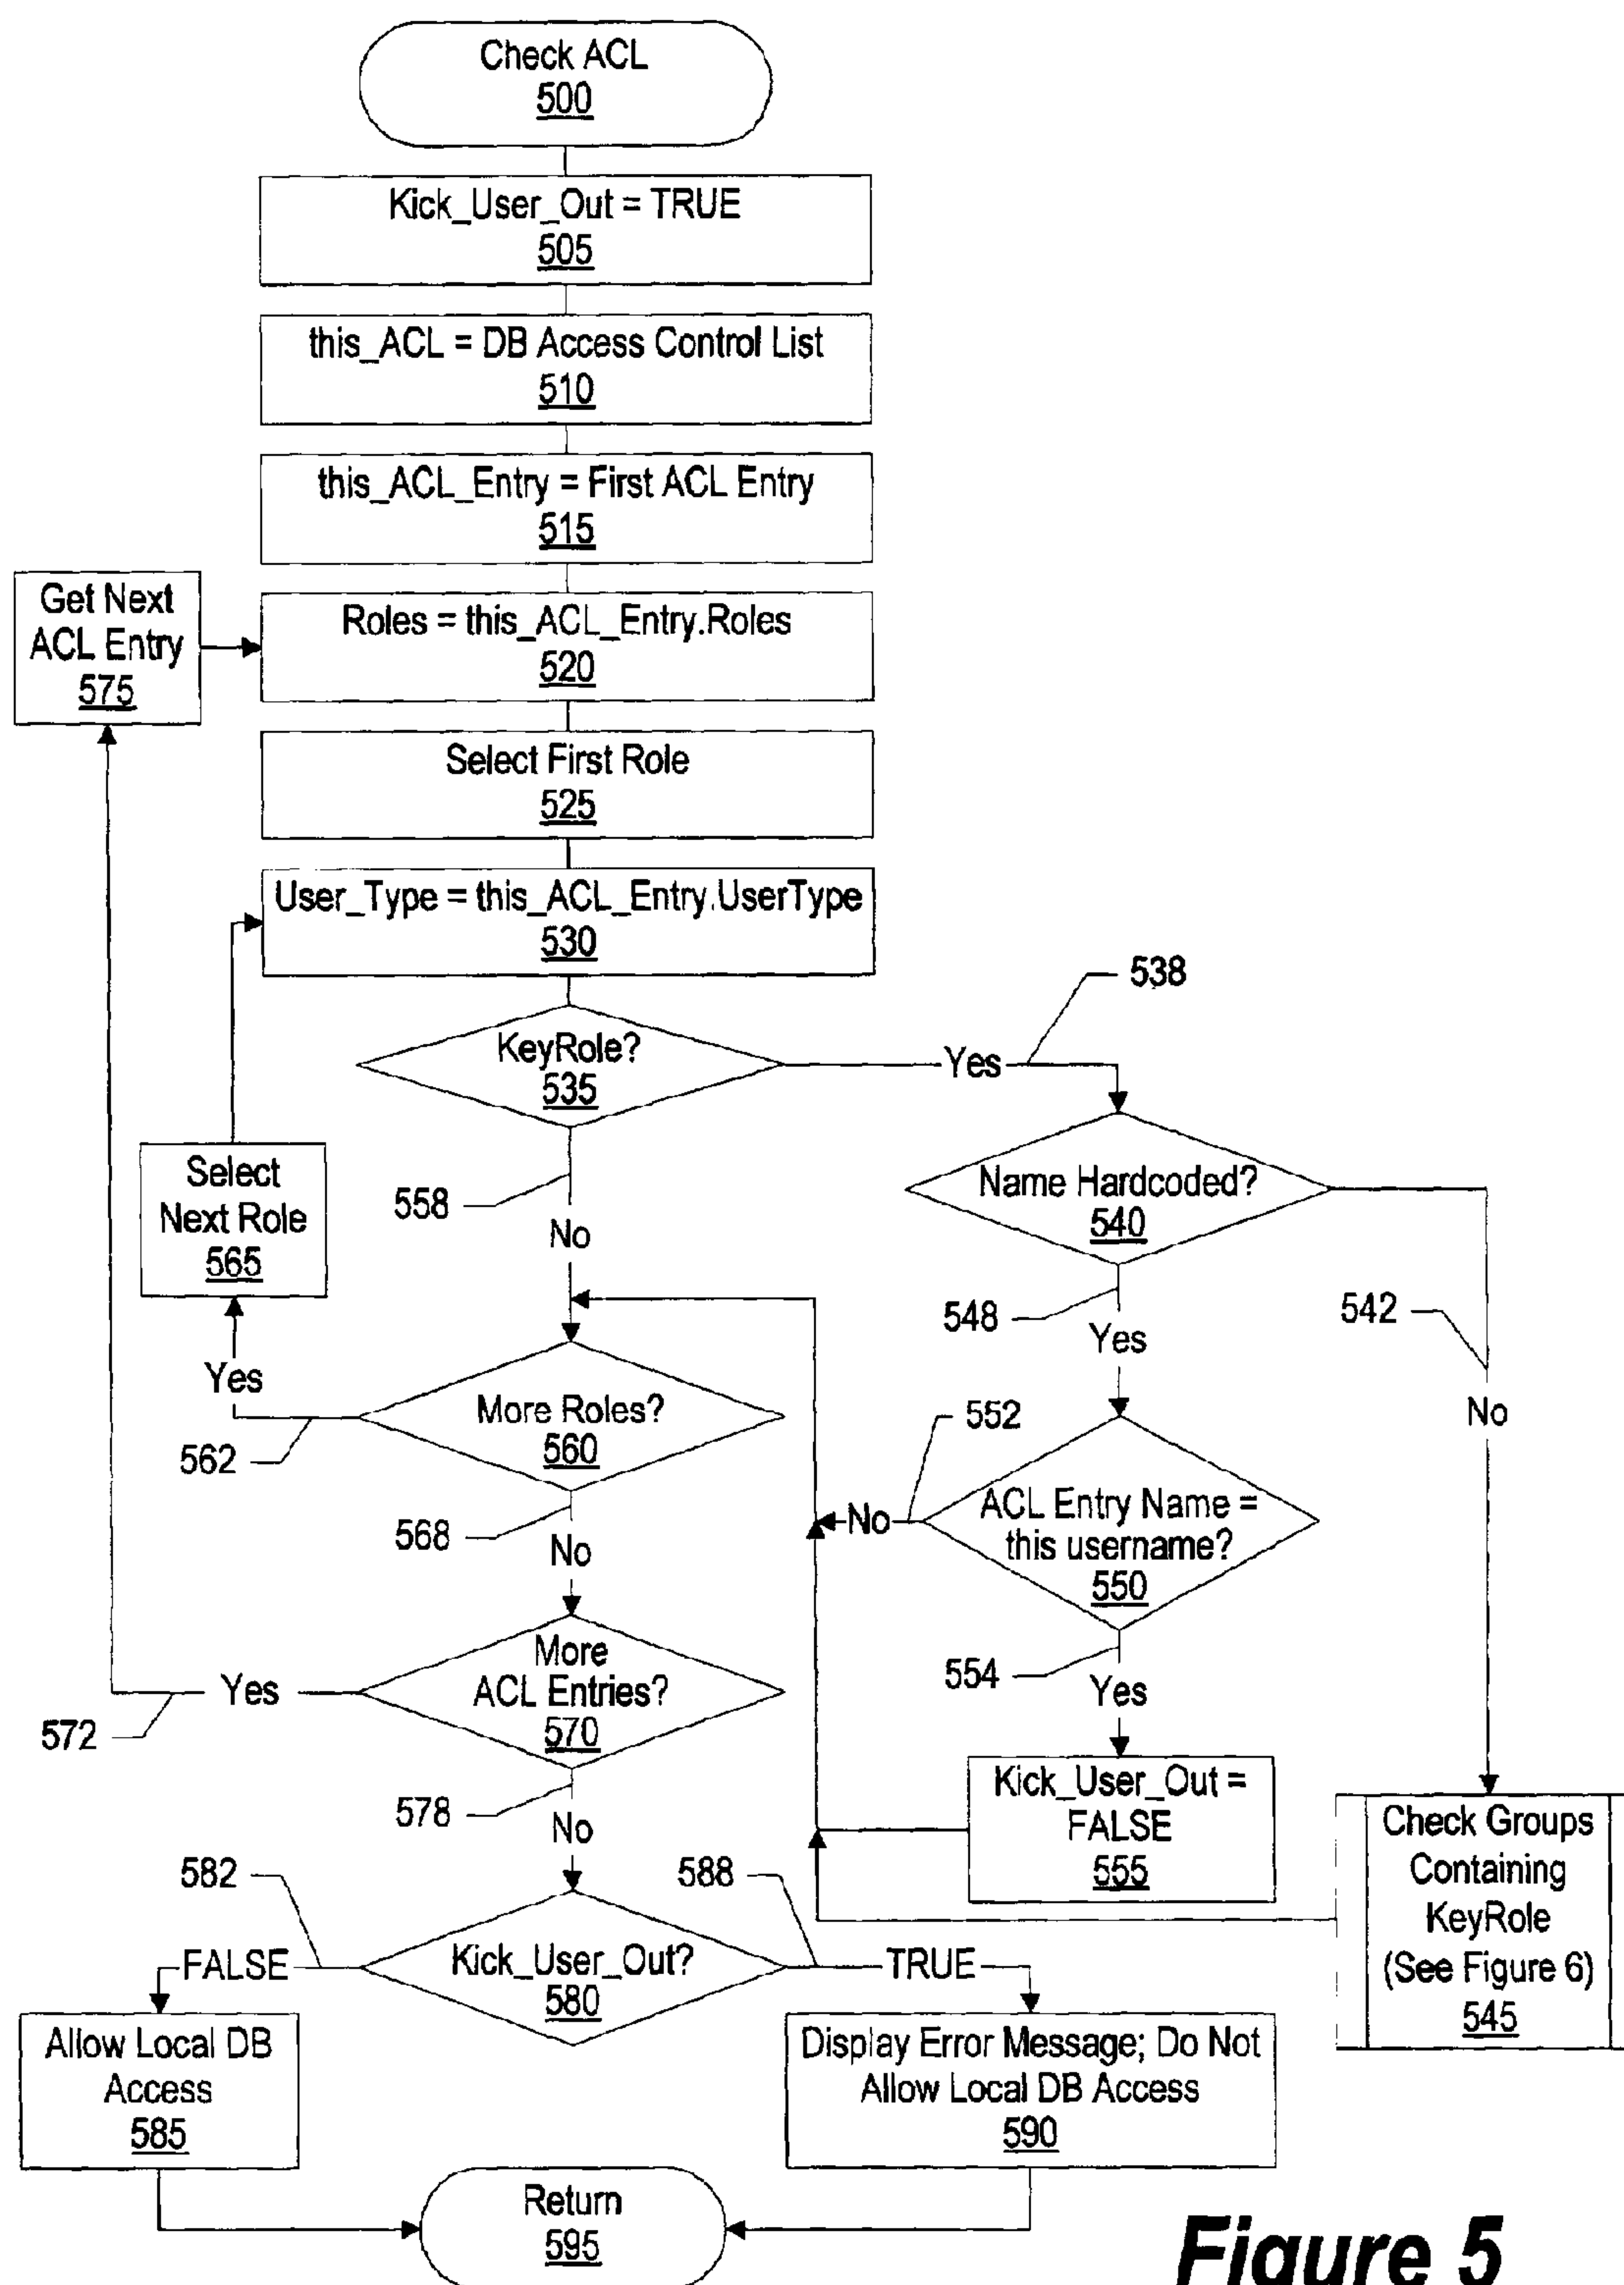 Check ACL
500
Kick_User_Out = TRUE
505
this_ACL = DB Access Control List
510
this_ACL_Entry = First ACL Entry
515
Get Next
ACL Entry
575
Roles = this_ACL_Entry.Roles
520
Select First Role
525
User_Type = this_ACL_Entry.UserType
530
538
KeyRole?
535
Yes
Select
Next Role
565
558
No
Name Hardcoded?
540
548
Yes
542
No
Yes
562
More Roles?
560
552
568
No
No
ACL Entry Name =
this username?
550
554
Yes
572
Yes
More
ACL Entries?
570
578
No
Kick_User_Out =
FALSE
555
Check Groups
Containing
KeyRole
(See Figure 6)
545
582
588
FALSE
Kick_User_Out?
580
TRUE
Allow Local DB
Access
585
Display Error Message; Do Not
Allow Local DB Access
590
Return
595
Figure 5